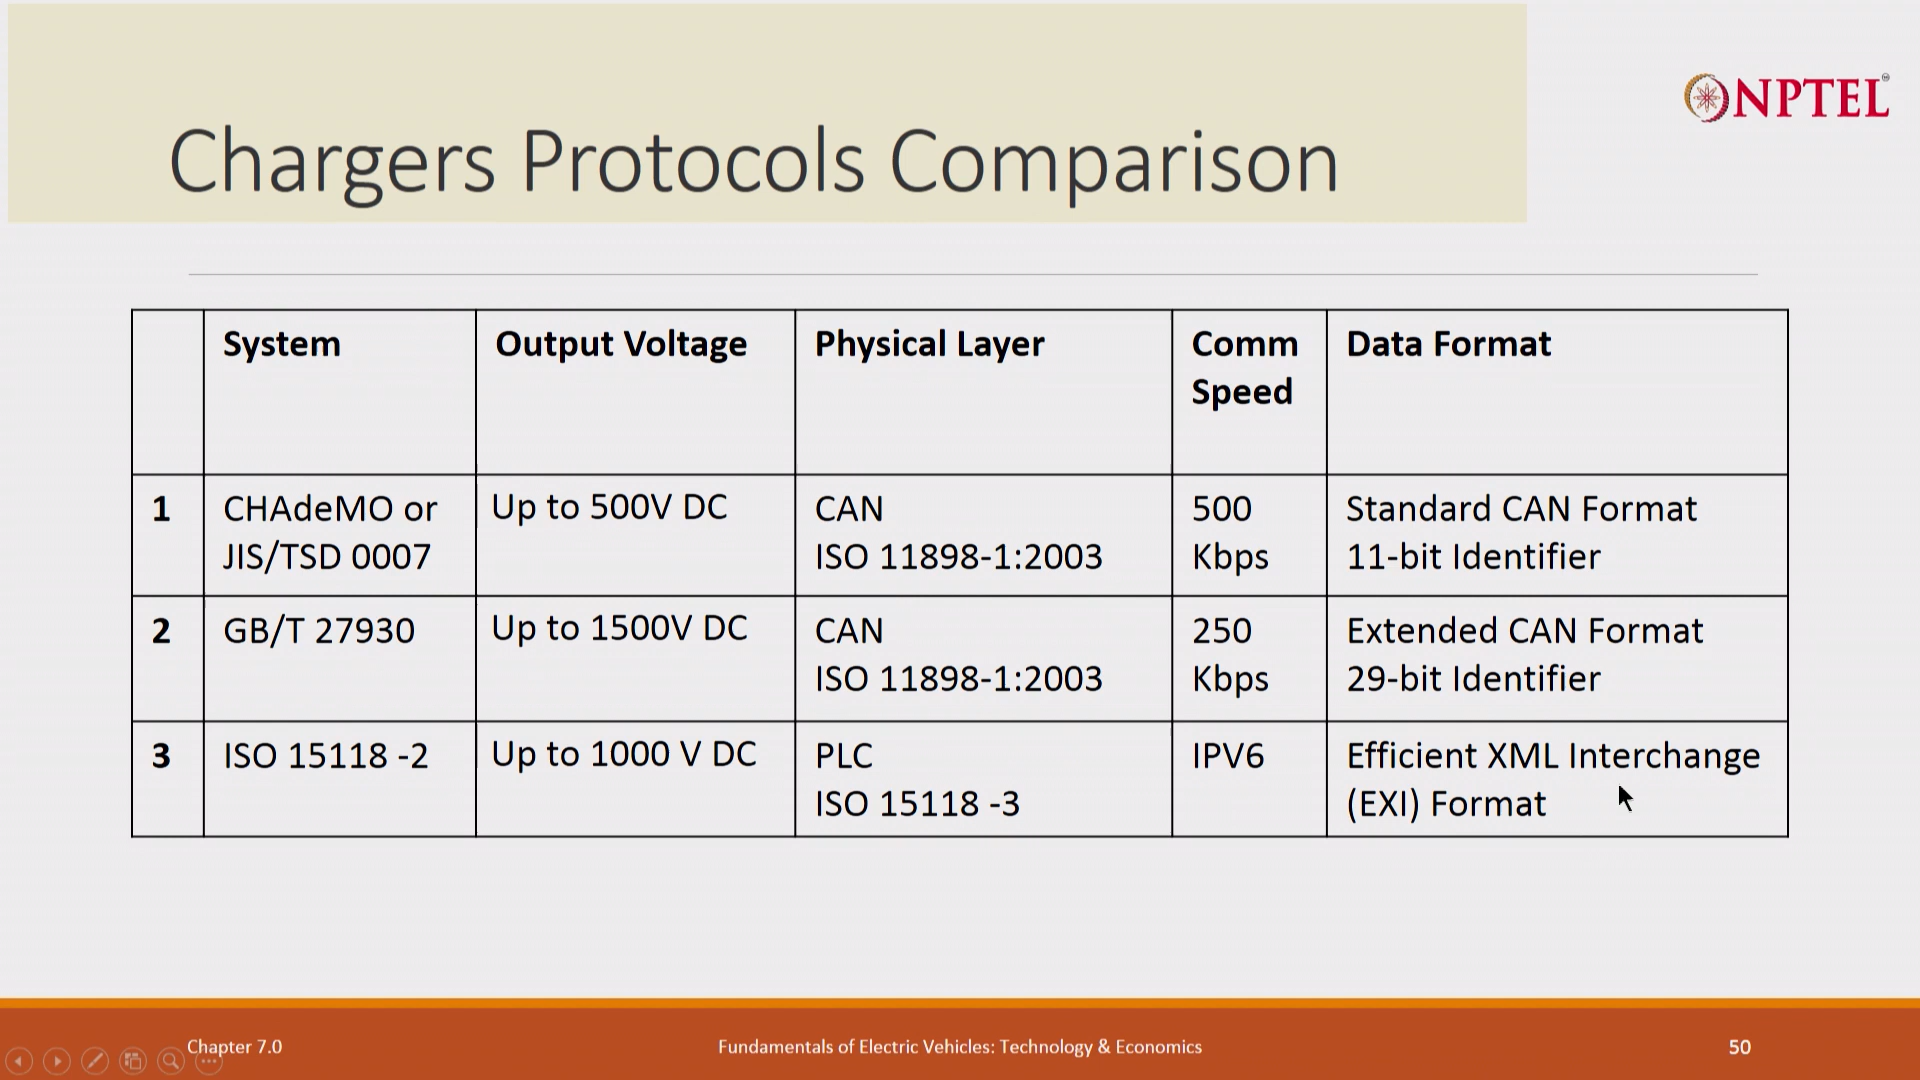 NPTEL
Chargers Protocols Comparison
System
Output Voltage
Physical Layer
Comm
Speed
Data Format
1
CHAdeMO or
JIS/TSD 0007
Up to 500V DC
CAN
ISO 11898-1:2003
500
Kbps
Standard CAN Format
11-bit Identifier
2
GB/T 27930
Up to 1500V DC
CAN
ISO 11898-1:2003
250
Kbps
Extended CAN Format
29-bit Identifier
3
ISO 15118 -2
Up to 1000 V DC
PLC
ISO 15118 -3
IPV6
Efficient XML Interchange
(EXI) Format
Chapter 7.0
Fundamentals of Electric Vehicles: Technology & Economics
50